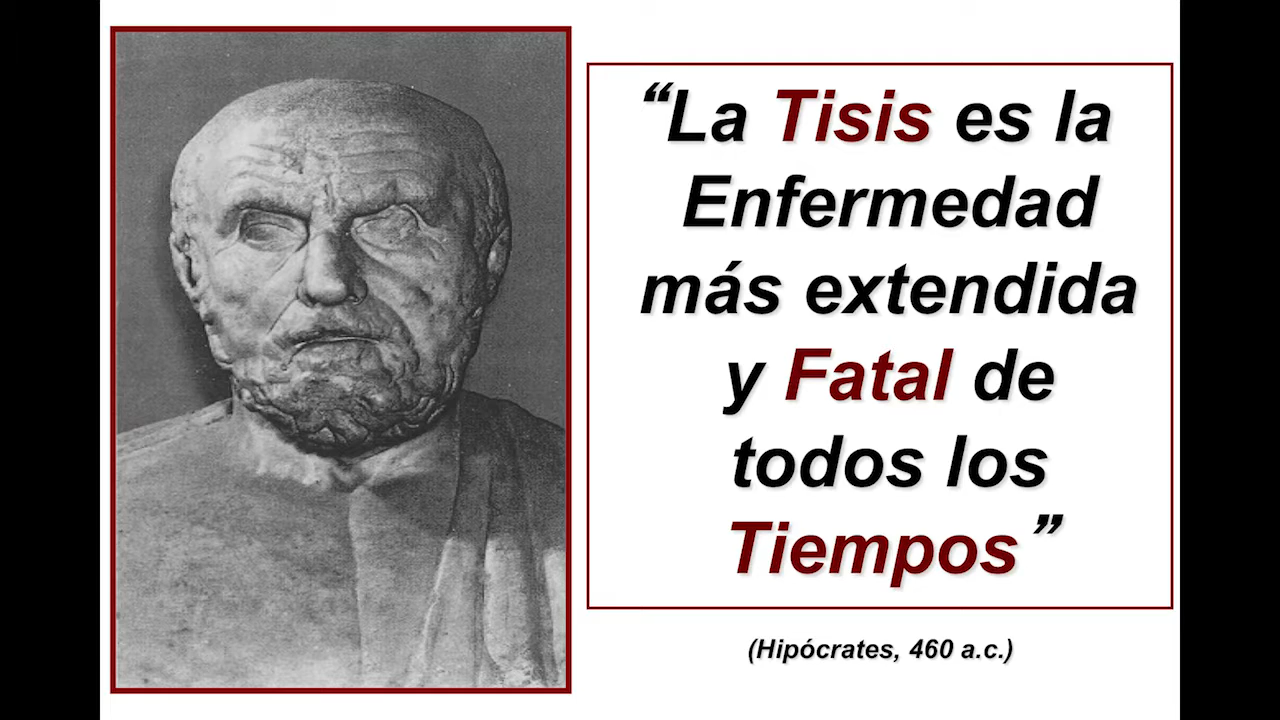 “La Tisis es la
Enfermedad
más extendida
y Fatal de
todos los
Tiempos”
(Hipócrates, 460 a.c.)